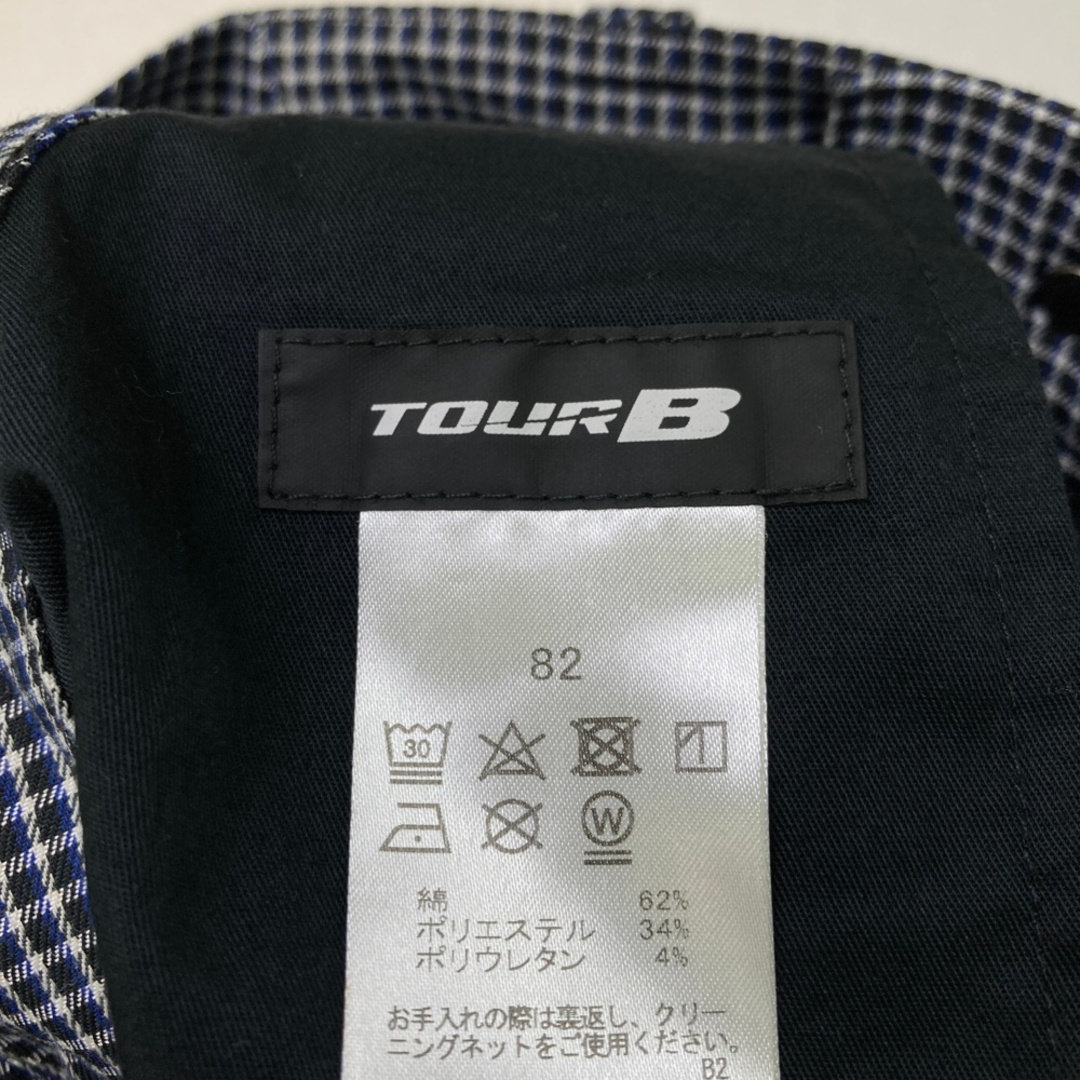 TOUR B
82
30
W
綿 62%
ポリエステル 34%
ポリウレタン 4%
お手入れの際は裏返し、クリー
ニングネットをご使用ください。
B2